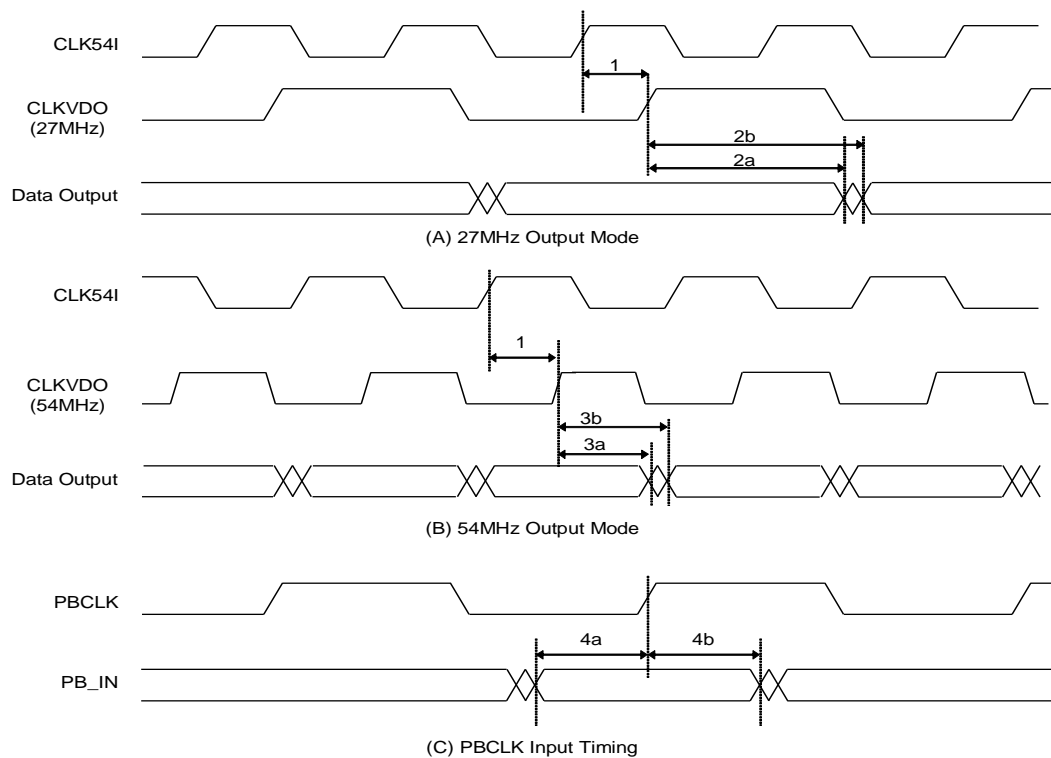 CLK54I
1
CLKVDO
(27MHz)
2b
2a
Data Output
(A) 27MHz Output Mode
CLK54I
1
CLKVDO
(54MHz)
3b
3a
Data Output
(B) 54MHz Output Mode
PBCLK
4a
4b
PB_IN
(C) PBCLK Input Timing